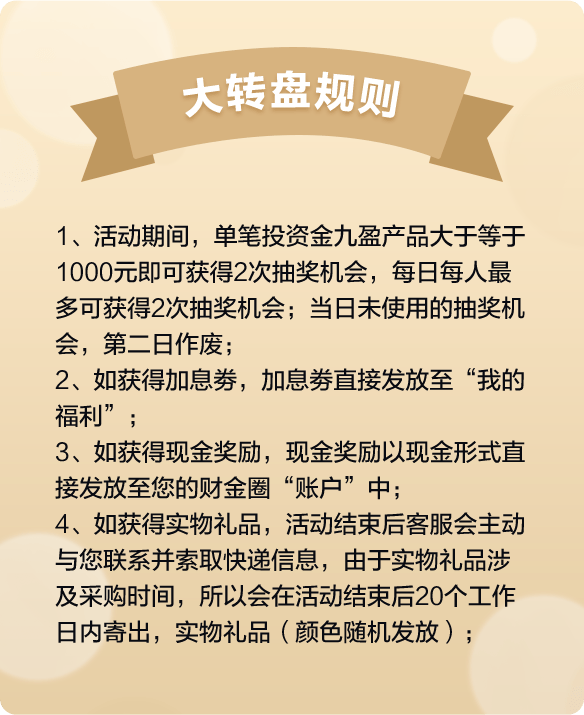 大转盘规则
1、活动期间，单笔投资金九盈产品大于等于
1000元即可获得2次抽奖机会，每日每人最
多可获得2次抽奖机会；当日未使用的抽奖机
会，第二日作废；
2、如获得加息劵，加息劵直接发放至“我的
福利”；
3、如获得现金奖励，现金奖励以现金形式直
接发放至您的财金圈“账户”中；
4、如获得实物礼品，活动结束后客服会主动
与您联系并索取快递信息，由于实物礼品涉
及采购时间，所以会在活动结束后20个工作
日内寄出，实物礼品（颜色随机发放）；